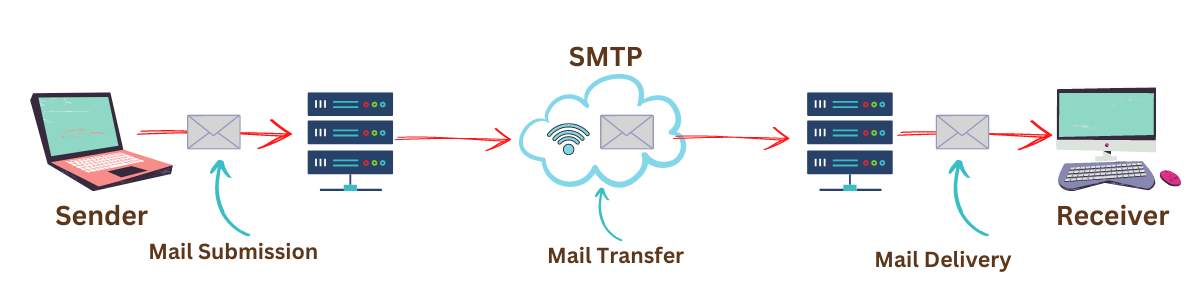 SMTP
Sender
Receiver
Mail Submission
Mail Transfer
Mail Delivery